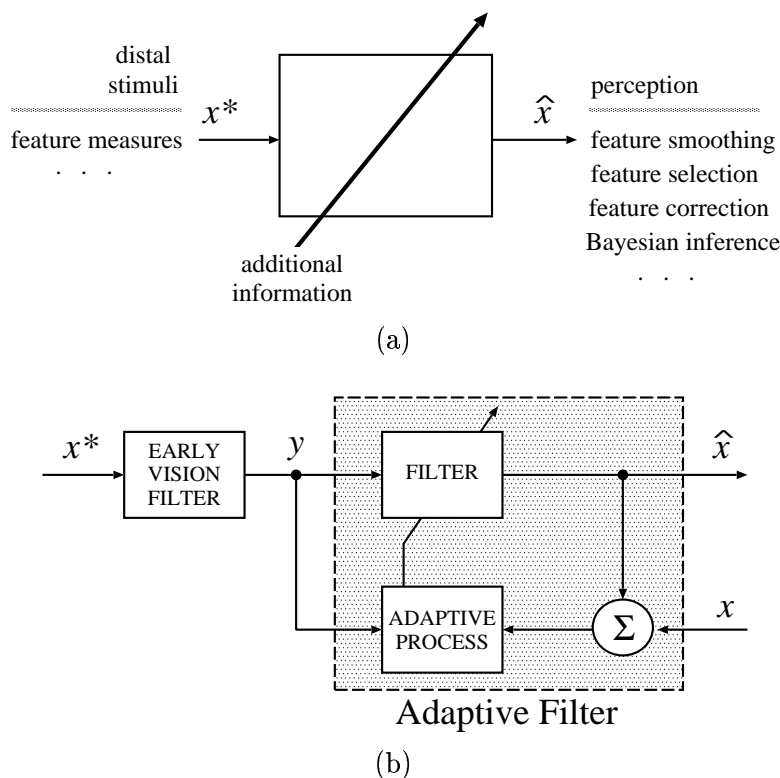 distal
stimuli
x*
feature measures
. . .
x̂
perception
feature smoothing
feature selection
feature correction
Bayesian inference
. . .
additional
information
(a)
x*
EARLY
VISION
FILTER
y
FILTER
x̂
ADAPTIVE
PROCESS
Σ
x
Adaptive Filter
(b)